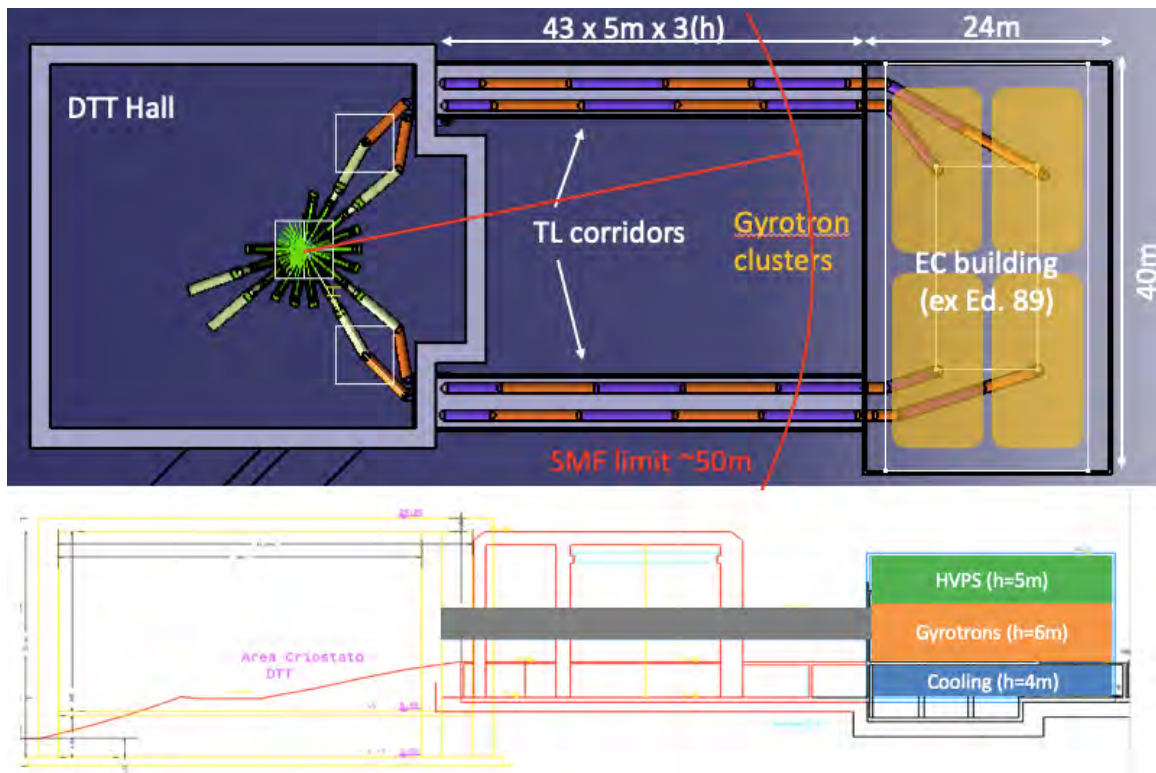 43 x 5m x 3(h)
24m
DTT Hall
TL corridors
Gyrotron
clusters
EC building
(ex Ed. 89)
40m
SMF limit ~50m
HVPS (h=5m)
Gyrotrons (h=6m)
Area Criostato
DTT
Cooling (h=4m)